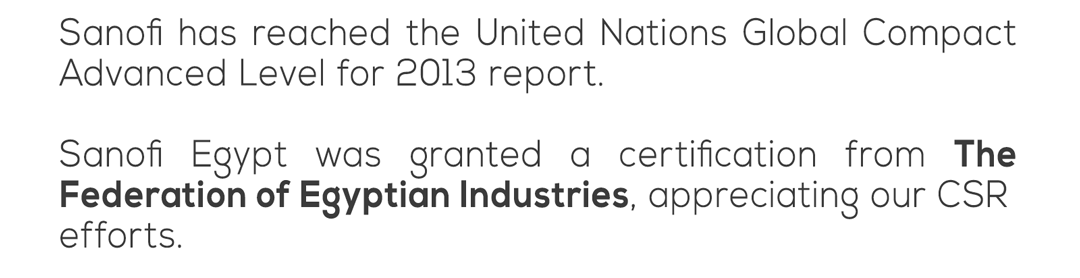 Sanofi has reached the United Nations Global Compact
Advanced Level for 2013 report.
Sanofi Egypt was granted a certification from The
Federation of Egyptian Industries, appreciating our CSR
efforts.